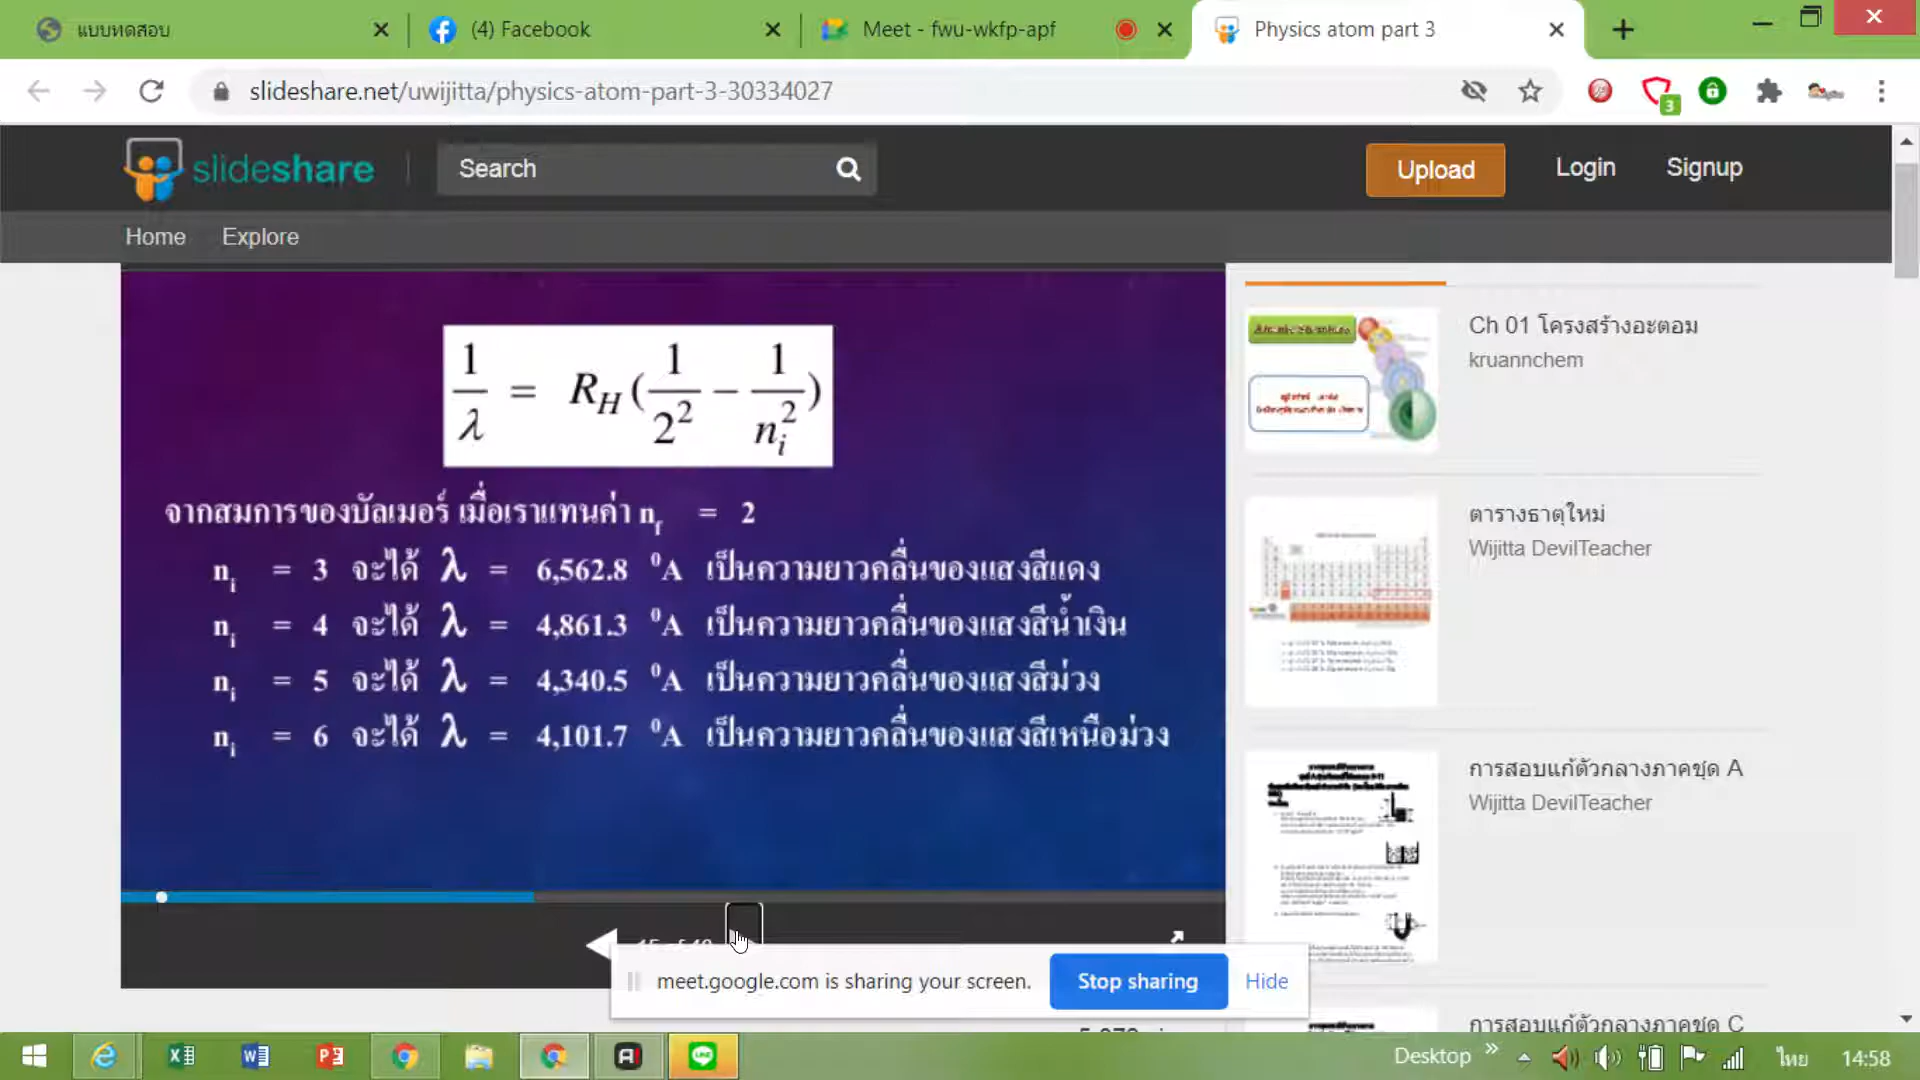 แบบทดสอบ
(4) Facebook
Meet - fwu-wkfp-apf
Physics atom part 3
slideshare.net/uwijitta/physics-atom-part-3-30334027
3
slideshare
Search
Upload
Login
Signup
Home
Explore
1/λ = R_H(1/2² − 1/n_i²)
จากสมการของบัลเมอร์ เมื่อเราแทนค่า n_f = 2
n_i = 3 จะได้ λ = 6,562.8 ⁰A เป็นความยาวคลื่นของแสงสีแดง
n_i = 4 จะได้ λ = 4,861.3 ⁰A เป็นความยาวคลื่นของแสงสีน้ำเงิน
n_i = 5 จะได้ λ = 4,340.5 ⁰A เป็นความยาวคลื่นของแสงสีม่วง
n_i = 6 จะได้ λ = 4,101.7 ⁰A เป็นความยาวคลื่นของแสงสีเหนือม่วง
Ch 01 โครงสร้างอะตอม
kruannchem
ตารางธาตุใหม่
Wijitta DevilTeacher
การสอบแก้ตัวกลางภาคชุด A
Wijitta DevilTeacher
การสอบแก้ตัวกลางภาคชุด C
meet.google.com is sharing your screen.
Stop sharing
Hide
Desktop
ไทย
14:58